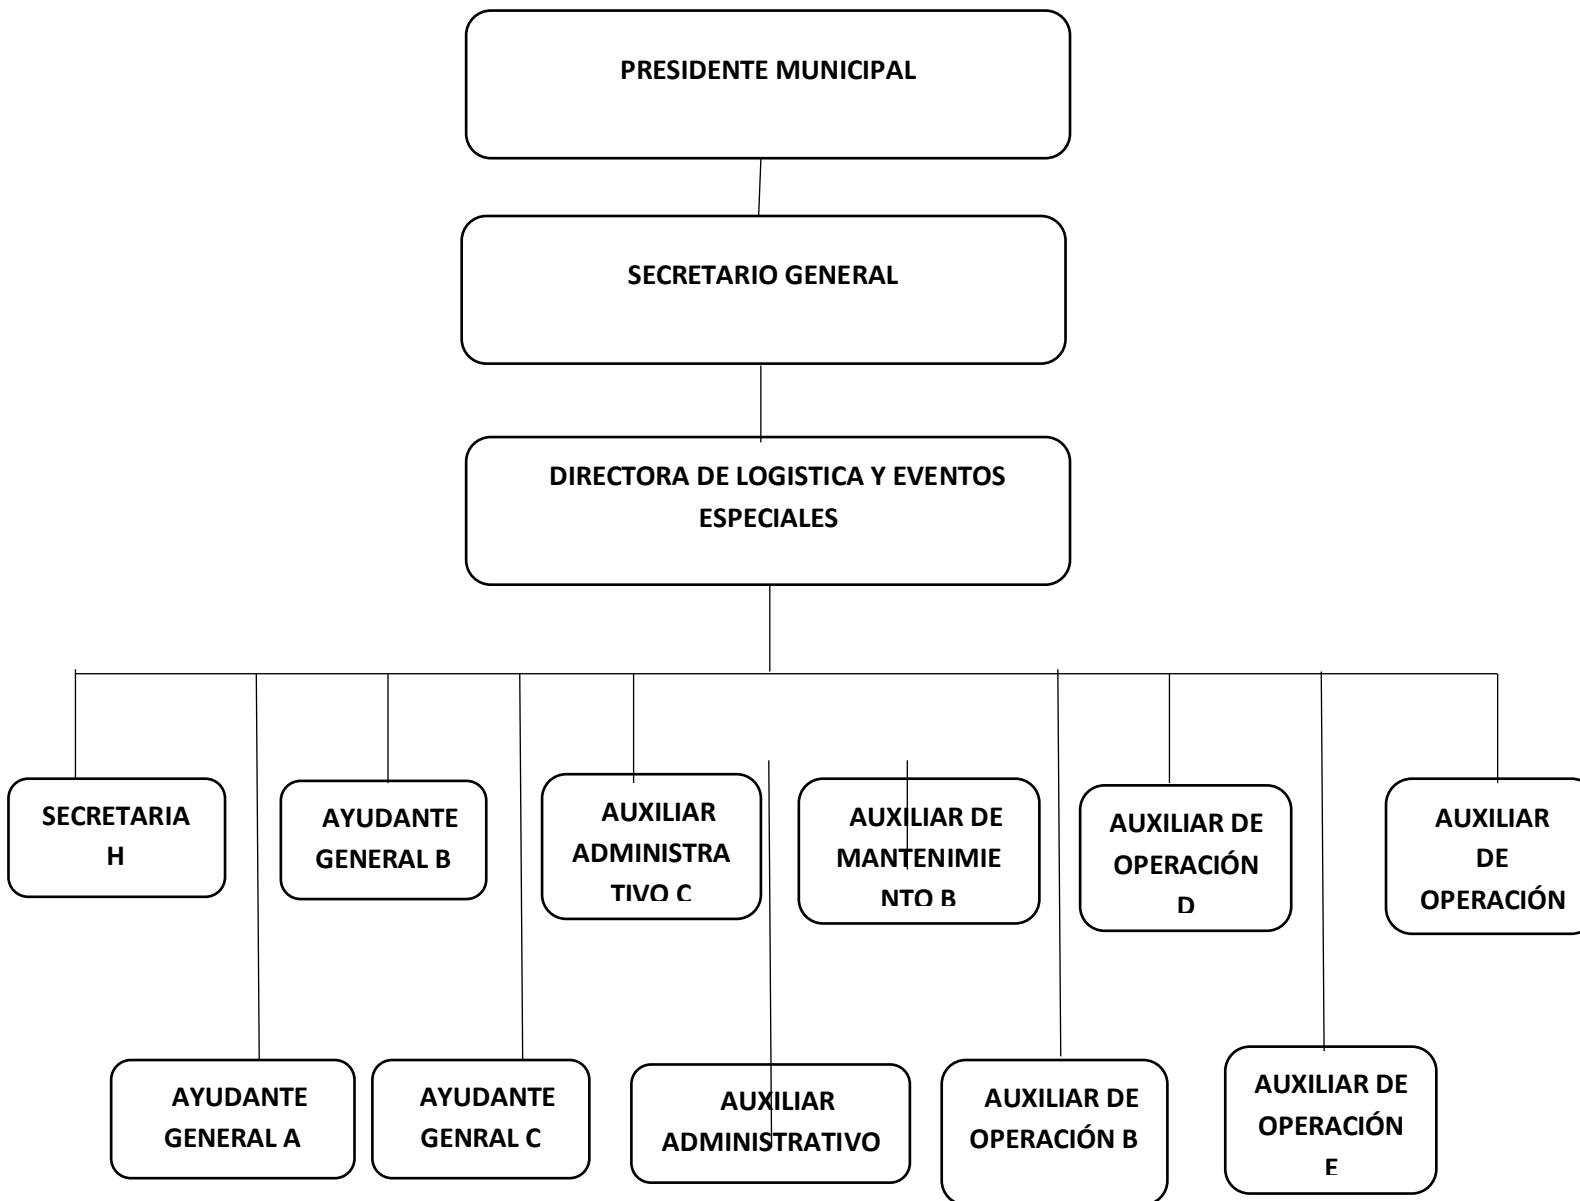 PRESIDENTE MUNICIPAL
SECRETARIO GENERAL
DIRECTORA DE LOGISTICA Y EVENTOS
ESPECIALES
SECRETARIA
H
AYUDANTE
GENERAL B
AUXILIAR
ADMINISTRA
TIVO C
AUXILIAR DE
MANTENIMIE
NTO B
AUXILIAR DE
OPERACIÓN
D
AUXILIAR
DE
OPERACIÓN
AYUDANTE
GENERAL A
AYUDANTE
GENRAL C
AUXILIAR
ADMINISTRATIVO
AUXILIAR DE
OPERACIÓN B
AUXILIAR DE
OPERACIÓN
E